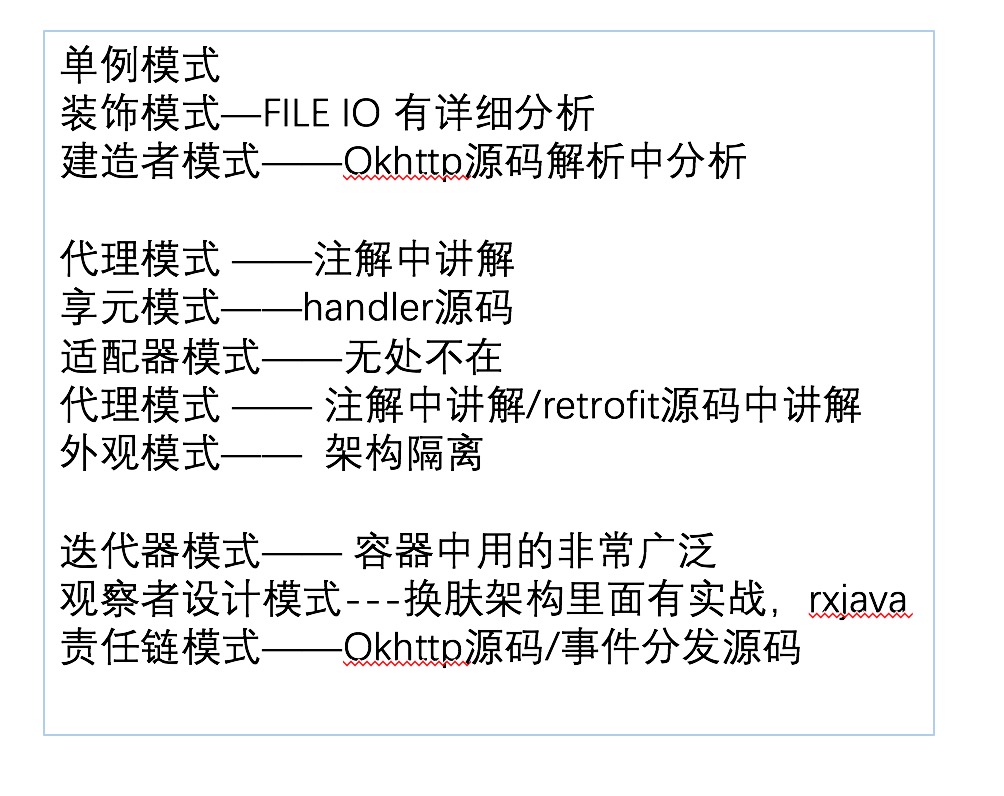 单例模式
装饰模式—FILE IO 有详细分析
建造者模式——Okhttp源码解析中分析
代理模式 ——注解中讲解
享元模式——handler源码
适配器模式——无处不在
代理模式 —— 注解中讲解/retrofit源码中讲解
外观模式—— 架构隔离
迭代器模式—— 容器中用的非常广泛
观察者设计模式---换肤架构里面有实战，rxjava
责任链模式——Okhttp源码/事件分发源码